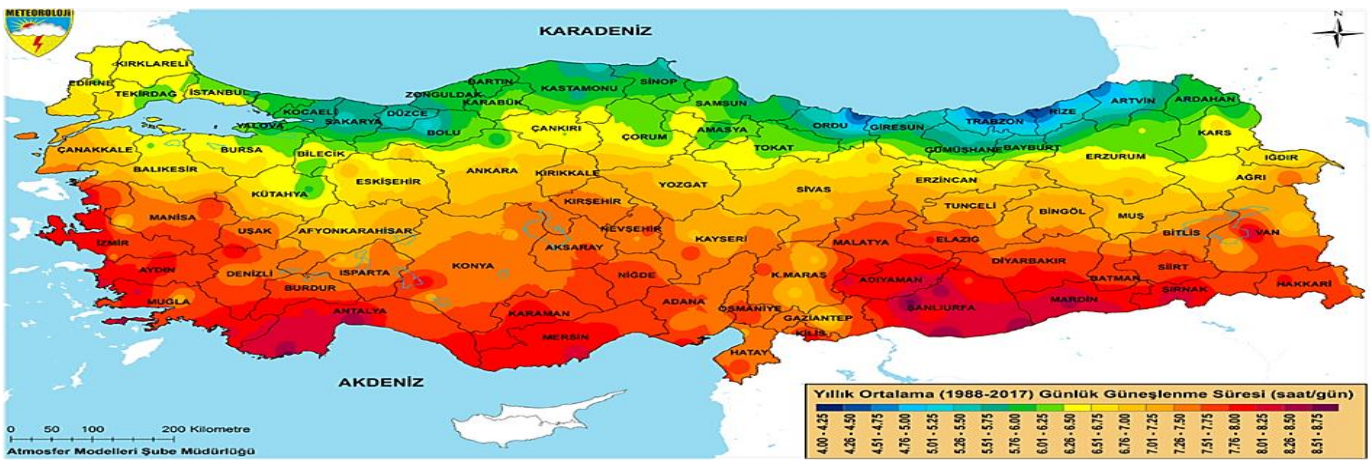 METEOROLOJİ
KARADENİZ
Z
KIRKLARELİ
EDİRNE
TEKİRDAĞ
İSTANBUL
KOCAELİ
YALOVA
SAKARYA
DÜZCE
ZONGULDAK
BARTIN
KARABÜK
KASTAMONU
SİNOP
BOLU
ÇANKIRI
ÇORUM
SAMSUN
AMASYA
TOKAT
ORDU
GİRESUN
TRABZON
RİZE
ARTVİN
ARDAHAN
GÜMÜŞHANE
BAYBURT
ERZURUM
KARS
IĞDIR
AĞRI
ÇANAKKALE
BALIKESİR
BURSA
BİLECİK
KÜTAHYA
ESKİŞEHİR
ANKARA
KIRIKKALE
YOZGAT
SİVAS
ERZİNCAN
TUNCELİ
BİNGÖL
MUŞ
BİTLİS
VAN
MANİSA
İZMİR
UŞAK
AFYONKARAHİSAR
KIRŞEHİR
NEVŞEHİR
AKSARAY
KAYSERİ
MALATYA
ELAZIĞ
DİYARBAKIR
BATMAN
SİİRT
ŞIRNAK
HAKKARİ
AYDIN
DENİZLİ
ISPARTA
BURDUR
KONYA
NİĞDE
K.MARAŞ
ADIYAMAN
ŞANLIURFA
MARDİN
MUĞLA
ANTALYA
KARAMAN
MERSİN
ADANA
OSMANİYE
GAZİANTEP
KİLİS
HATAY
AKDENİZ
Yıllık Ortalama (1988-2017) Günlük Güneşlenme Süresi (saat/gün)
4.00 - 4.25
4.26 - 4.50
4.51 - 4.75
4.76 - 5.00
5.01 - 5.25
5.26 - 5.50
5.51 - 5.75
5.76 - 6.00
6.01 - 6.25
6.26 - 6.50
6.51 - 6.75
6.76 - 7.00
7.01 - 7.25
7.26 - 7.50
7.51 - 7.75
7.76 - 8.00
8.01 - 8.25
8.26 - 8.50
8.51 - 8.75
0 50 100 200 Kilometre
Atmosfer Modelleri Şube Müdürlüğü